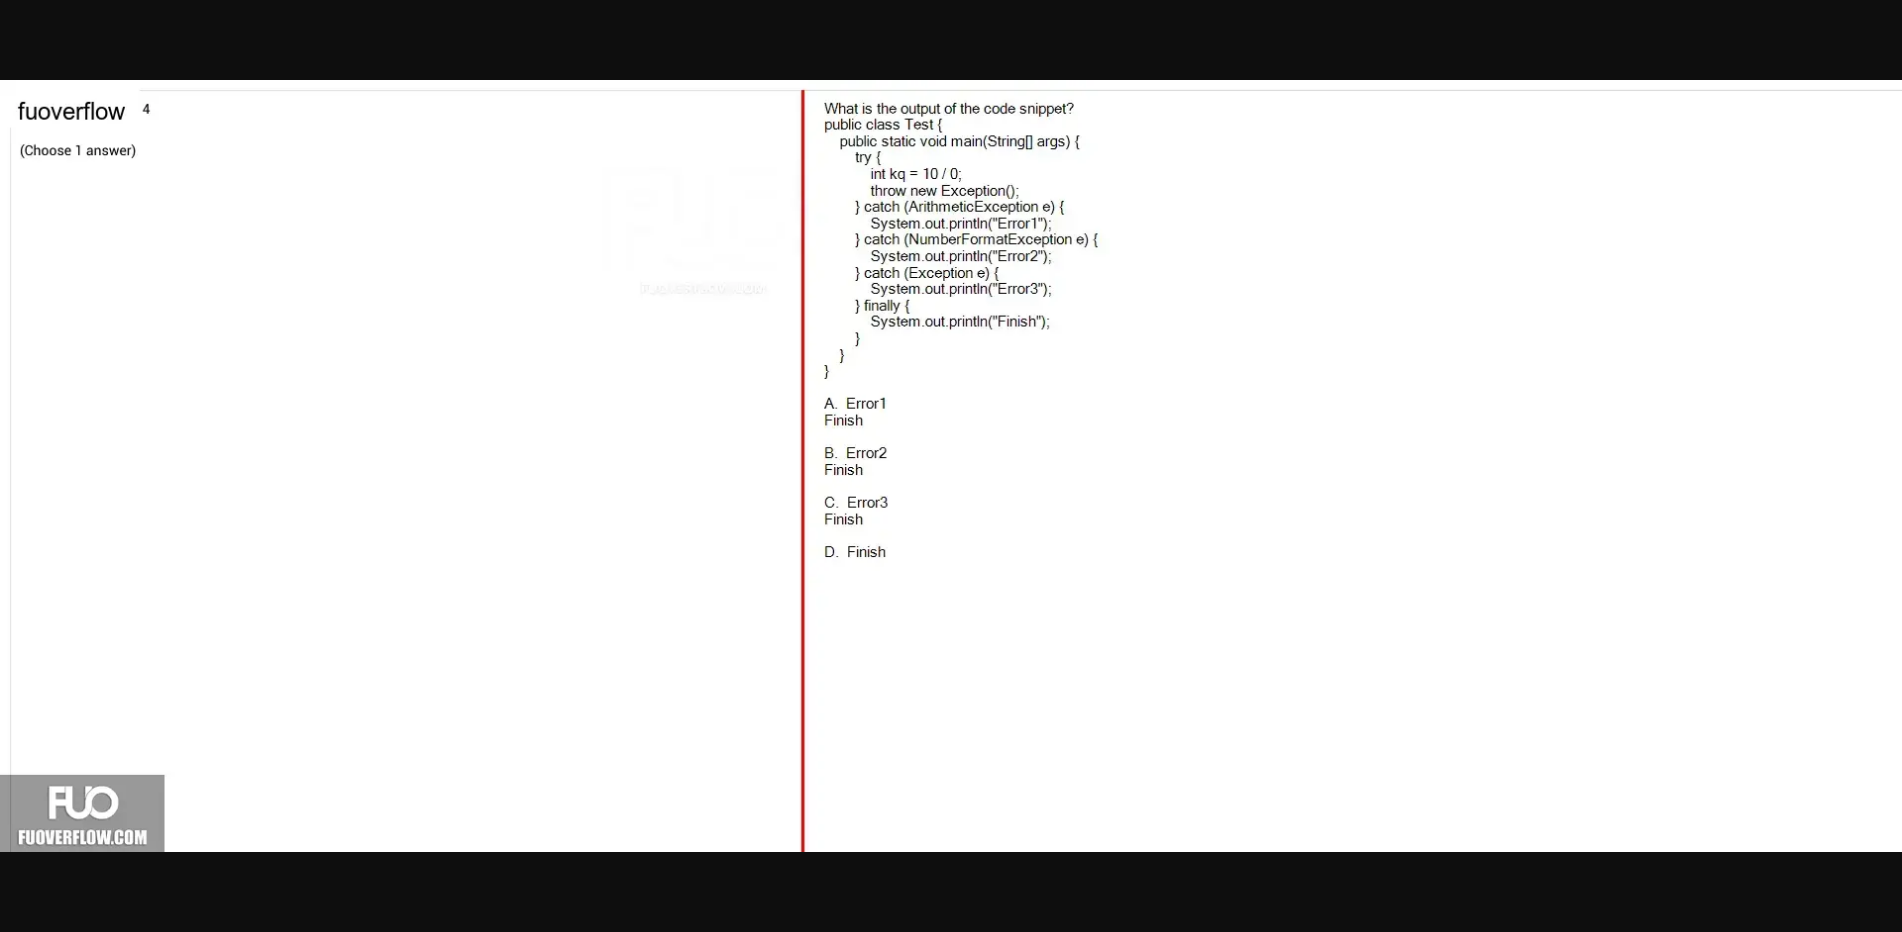 fuoverflow 4
(Choose 1 answer)
What is the output of the code snippet?
public class Test {
public static void main(String[] args) {
try {
int kq = 10 / 0;
throw new Exception();
} catch (ArithmeticException e) {
System.out.println("Error1");
} catch (NumberFormatException e) {
System.out.println("Error2");
} catch (Exception e) {
System.out.println("Error3");
} finally {
System.out.println("Finish");
}
}
}
A. Error1
Finish
B. Error2
Finish
C. Error3
Finish
D. Finish
FUO
FUOVERFLOW.COM